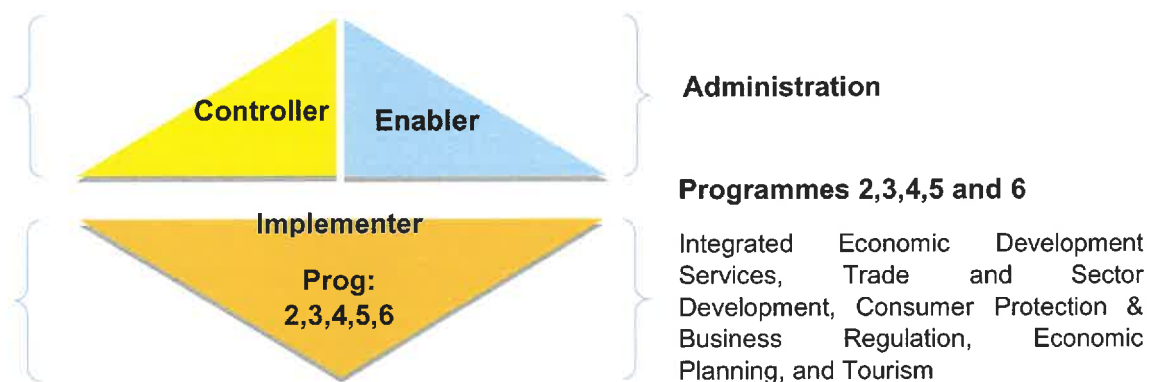 Controller
Enabler
Administration
Implementer
Prog:
2,3,4,5,6
Programmes 2,3,4,5 and 6
Integrated Economic Development
Services, Trade and Sector
Development, Consumer Protection &
Business Regulation, Economic
Planning, and Tourism